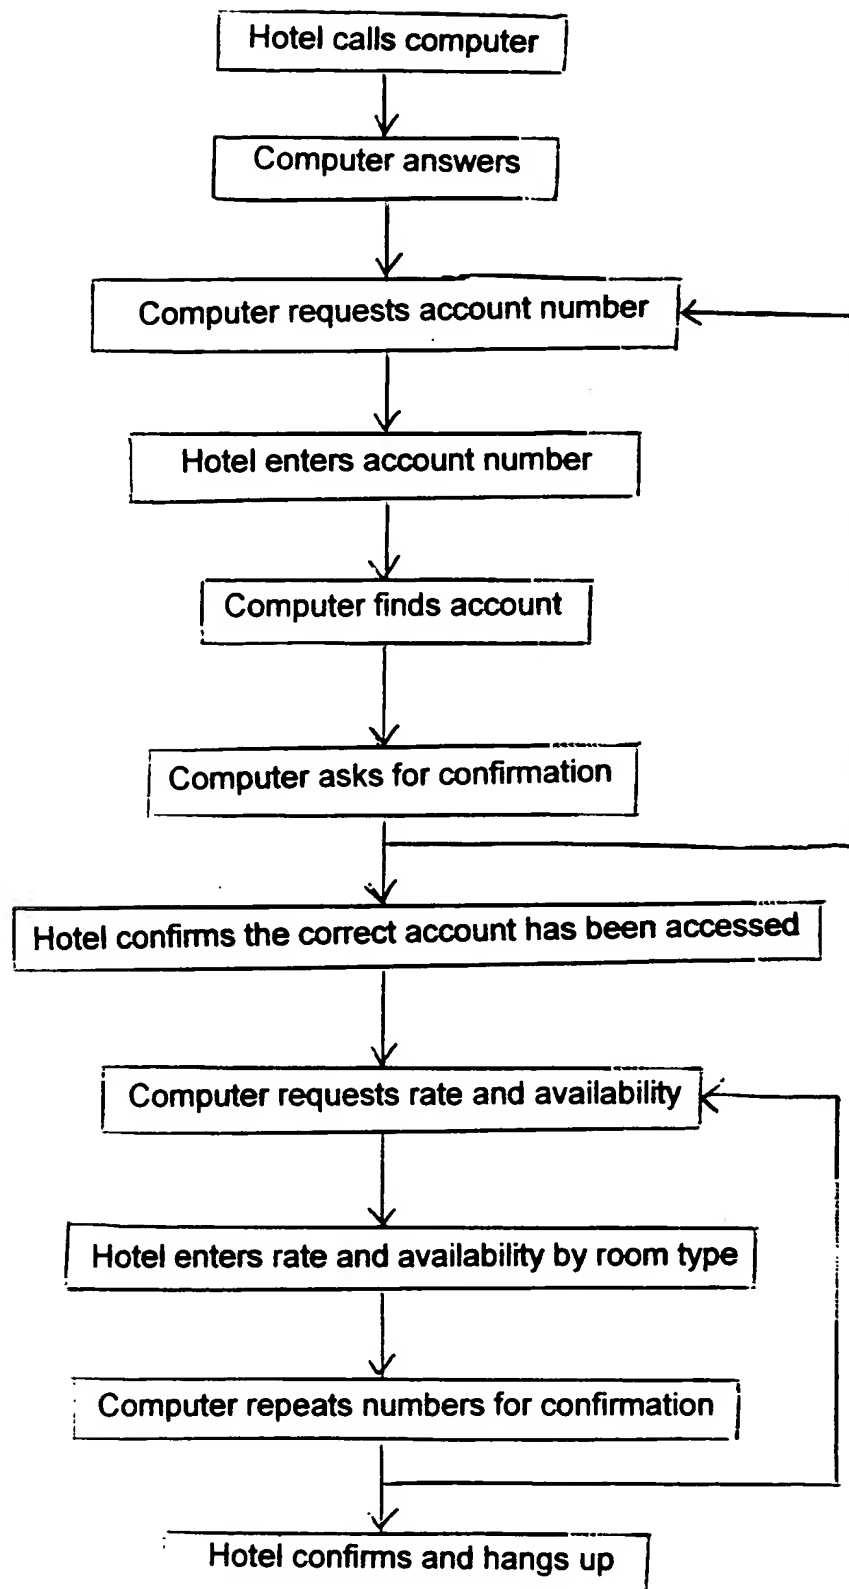 Hotel calls computer
Computer answers
Computer requests account number
Hotel enters account number
Computer finds account
Computer asks for confirmation
Hotel confirms the correct account has been accessed
Computer requests rate and availability
Hotel enters rate and availability by room type
Computer repeats numbers for confirmation
Hotel confirms and hangs up